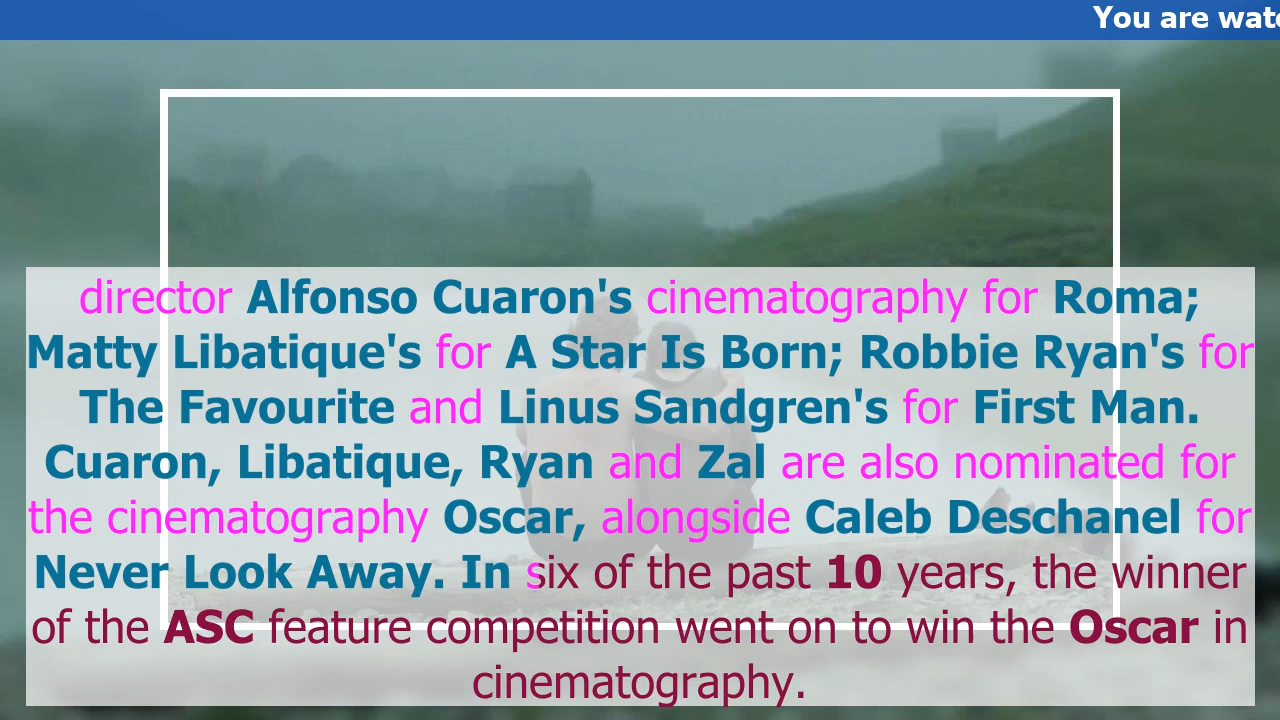 You are watc
director Alfonso Cuaron's cinematography for Roma;
Matty Libatique's for A Star Is Born; Robbie Ryan's for
The Favourite and Linus Sandgren's for First Man.
Cuaron, Libatique, Ryan and Zal are also nominated for
the cinematography Oscar, alongside Caleb Deschanel for
Never Look Away. In six of the past 10 years, the winner
of the ASC feature competition went on to win the Oscar in
cinematography.